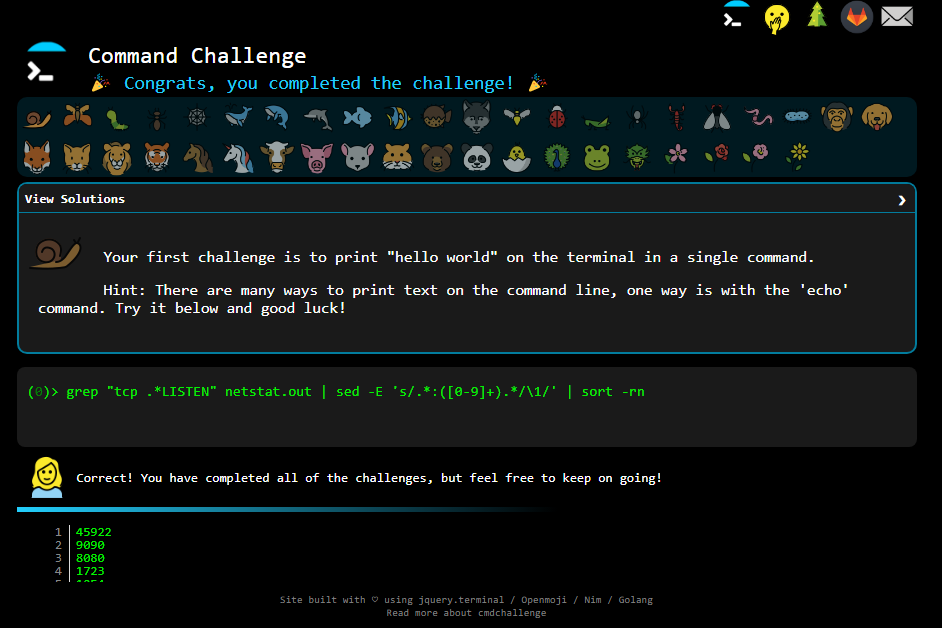 Command Challenge
Congrats, you completed the challenge!
View Solutions
Your first challenge is to print "hello world" on the terminal in a single command.
Hint: There are many ways to print text on the command line, one way is with the 'echo'
command. Try it below and good luck!
(0)> grep "tcp .*LISTEN" netstat.out | sed -E 's/.*:([0-9]+).*/\1/' | sort -rn
Correct! You have completed all of the challenges, but feel free to keep on going!
1 45922
2 9090
3 8080
4 1723
Site built with ♡ using jquery.terminal / Openmoji / Nim / Golang
Read more about cmdchallenge